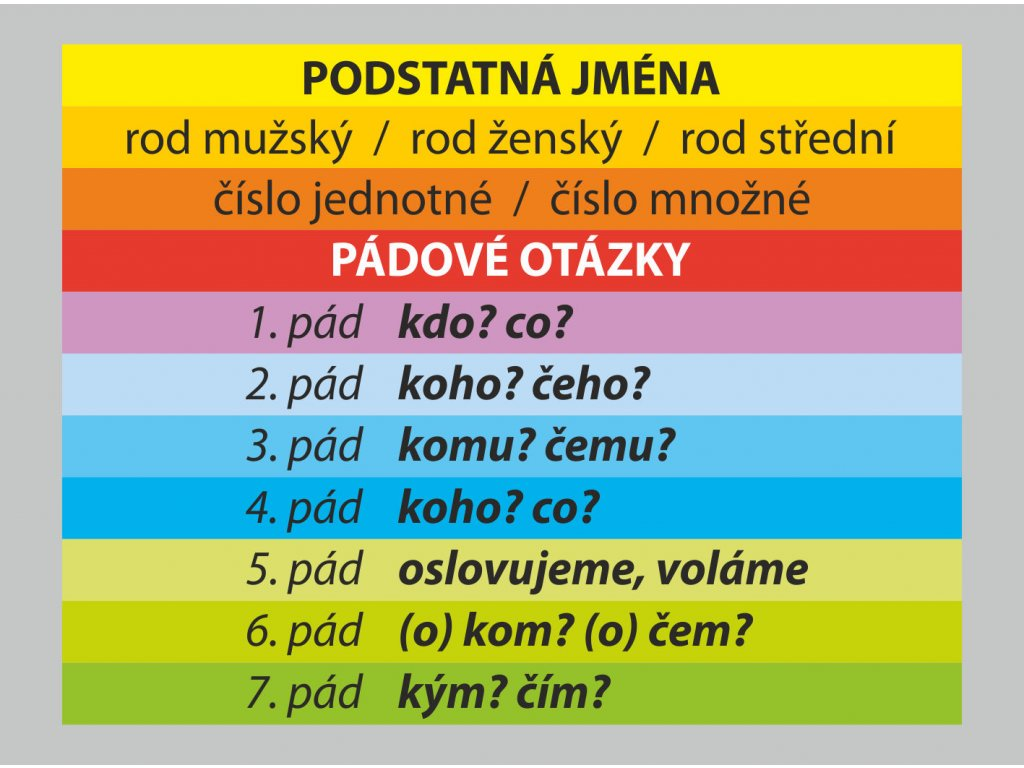 PODSTATNÁ JMÉNA
rod mužský / rod ženský / rod střední
číslo jednotné / číslo množné
PÁDOVÉ OTÁZKY
1. pád kdo? co?
2. pád koho? čeho?
3. pád komu? čemu?
4. pád koho? co?
5. pád oslovujeme, voláme
6. pád (o) kom? (o) čem?
7. pád kým? čím?